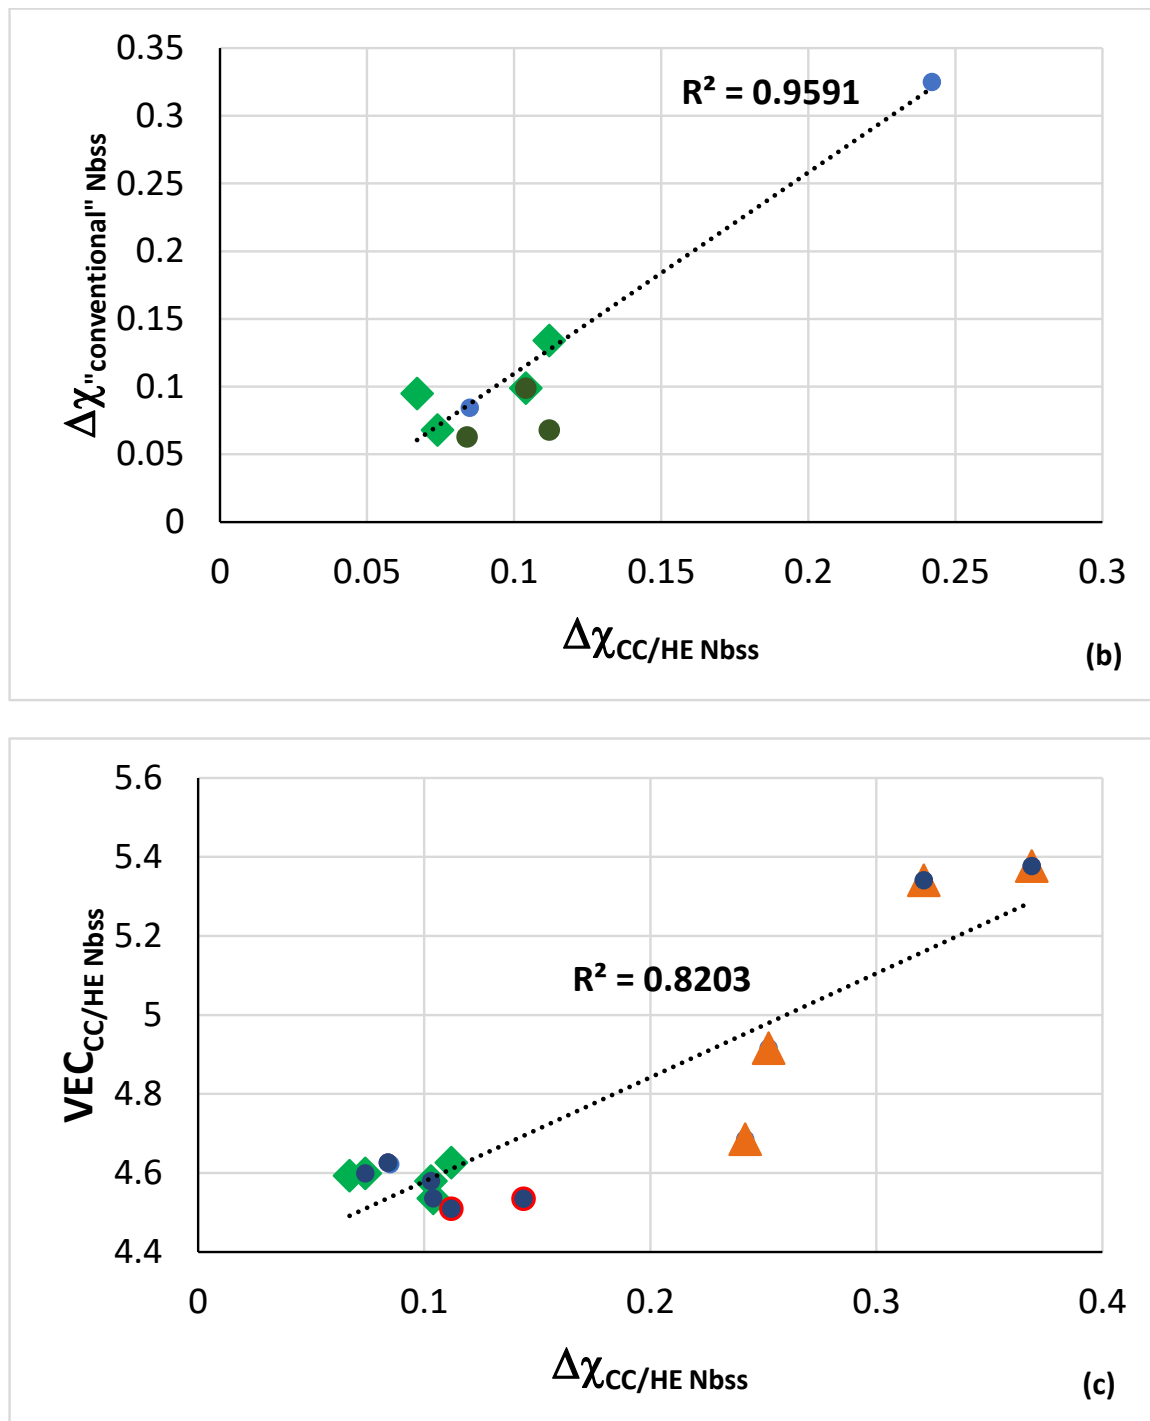 0.35
0.3
0.25
0.2
0.15
0.1
0.05
0
Δχ"conventional" Nbss
R² = 0.9591
0 0.05 0.1 0.15 0.2 0.25 0.3
ΔχCC/HE Nbss
(b)
5.6
5.4
5.2
5
4.8
4.6
4.4
VECCC/HE Nbss
R² = 0.8203
0 0.1 0.2 0.3 0.4
ΔχCC/HE Nbss
(c)